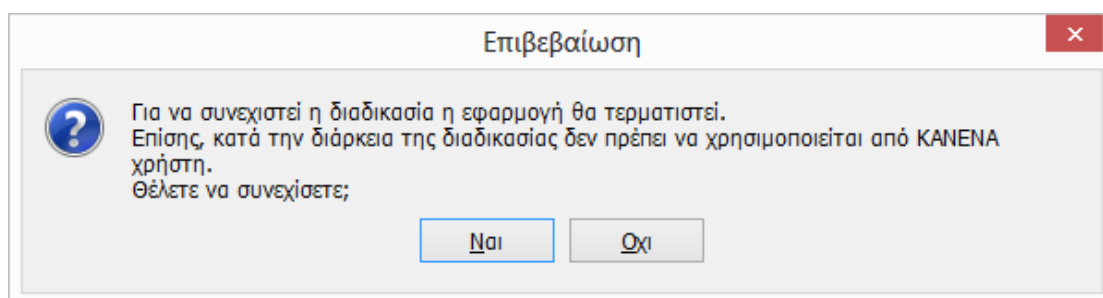 Επιβεβαίωση
Για να συνεχιστεί η διαδικασία η εφαρμογή θα τερματιστεί.
Επίσης, κατά την διάρκεια της διαδικασίας δεν πρέπει να χρησιμοποιείται από ΚΑΝΕΝΑ
χρήστη.
Θέλετε να συνεχίσετε;
Ναι Οχι